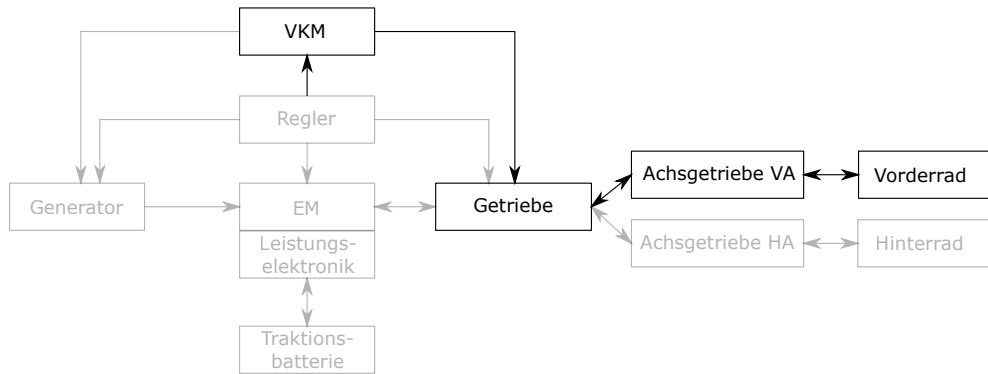 VKM
Regler
Generator
EM
Getriebe
Achsgetriebe VA
Vorderrad
Leistungs-
elektronik
Achsgetriebe HA
Hinterrad
Traktions-
batterie